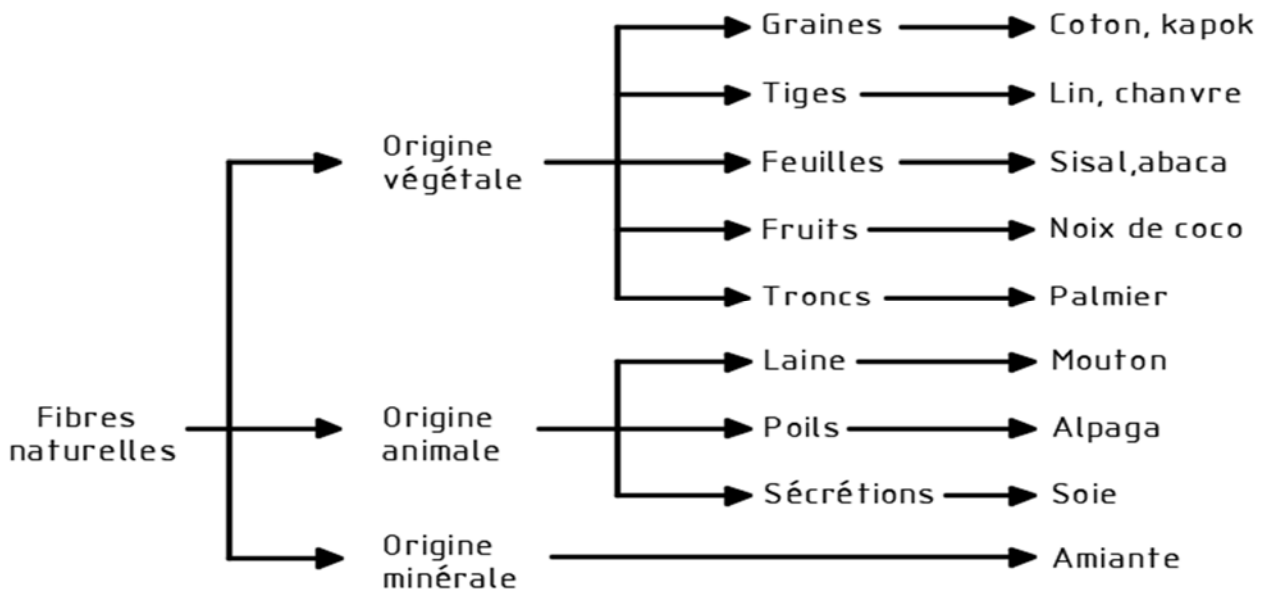 Graines
Coton, kapok
Tiges
Lin, chanvre
Origine
végétale
Feuilles
Sisal,abaca
Fruits
Noix de coco
Troncs
Palmier
Laine
Mouton
Fibres
naturelles
Origine
animale
Poils
Alpaga
Sécrétions
Soie
Origine
minérale
Amiante